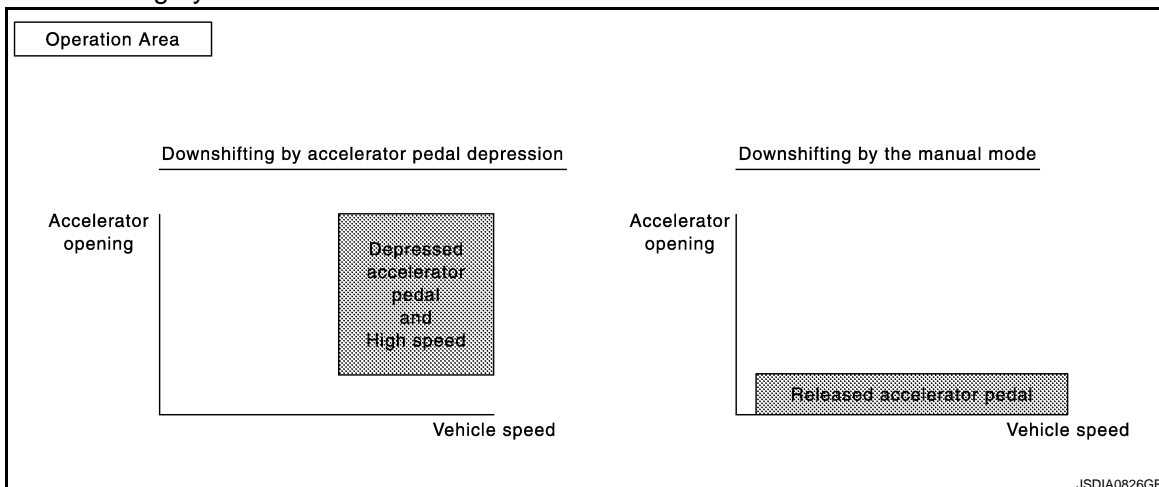 Operation Area
Downshifting by accelerator pedal depression
Accelerator
opening
Depressed
accelerator
pedal
and
High speed
Vehicle speed
Downshifting by the manual mode
Accelerator
opening
Released accelerator pedal
Vehicle speed